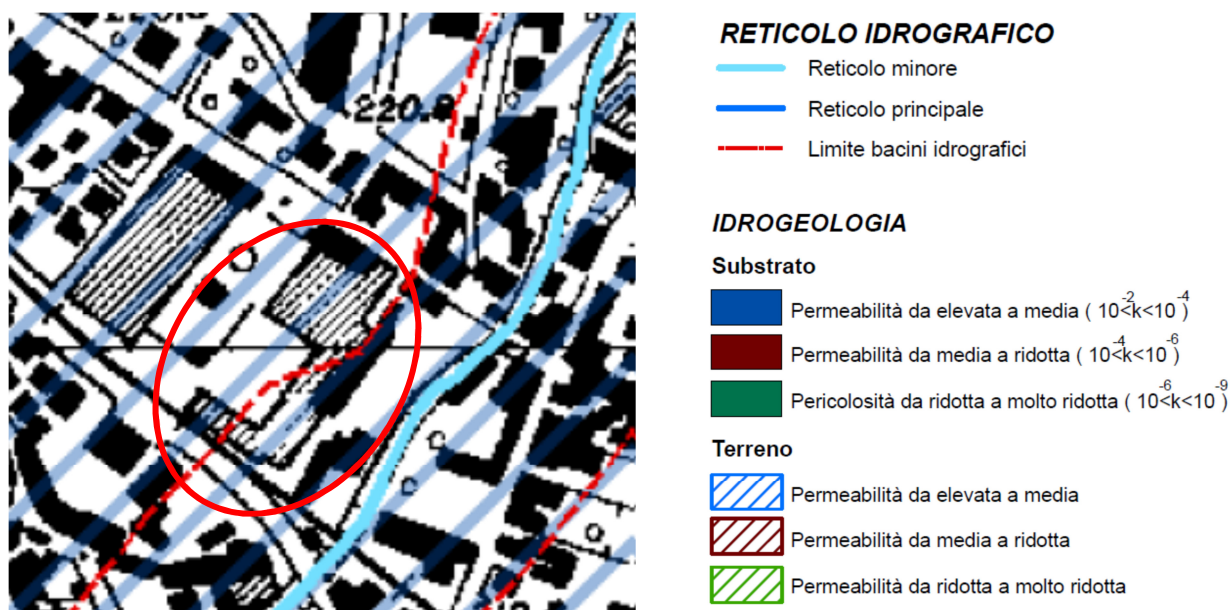 220.9
RETICOLO IDROGRAFICO
Reticolo minore
Reticolo principale
Limite bacini idrografici
IDROGEOLOGIA
Substrato
Permeabilità da elevata a media ( 10-2<k<10-4 )
Permeabilità da media a ridotta ( 10-4<k<10-6 )
Pericolosità da ridotta a molto ridotta ( 10-6<k<10-9 )
Terreno
Permeabilità da elevata a media
Permeabilità da media a ridotta
Permeabilità da ridotta a molto ridotta